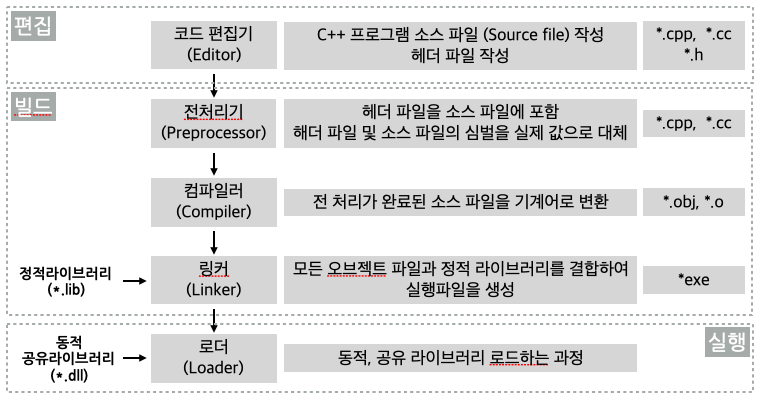 편집
코드 편집기
(Editor)
C++ 프로그램 소스 파일 (Source file) 작성
헤더 파일 작성
*.cpp, *.cc
*.h
빌드
전처리기
(Preprocessor)
헤더 파일을 소스 파일에 포함
해더 파일 및 소스 파일의 심벌을 실제 값으로 대체
*.cpp, *.cc
컴파일러
(Compiler)
전 처리가 완료된 소스 파일을 기계어로 변환
*.obj, *.o
정적라이브러리
(*.lib)
링커
(Linker)
모든 오브젝트 파일과 정적 라이브러리를 결합하여
실행파일을 생성
*exe
실행
동적
공유라이브러리
(*.dll)
로더
(Loader)
동적, 공유 라이브러리 로드하는 과정